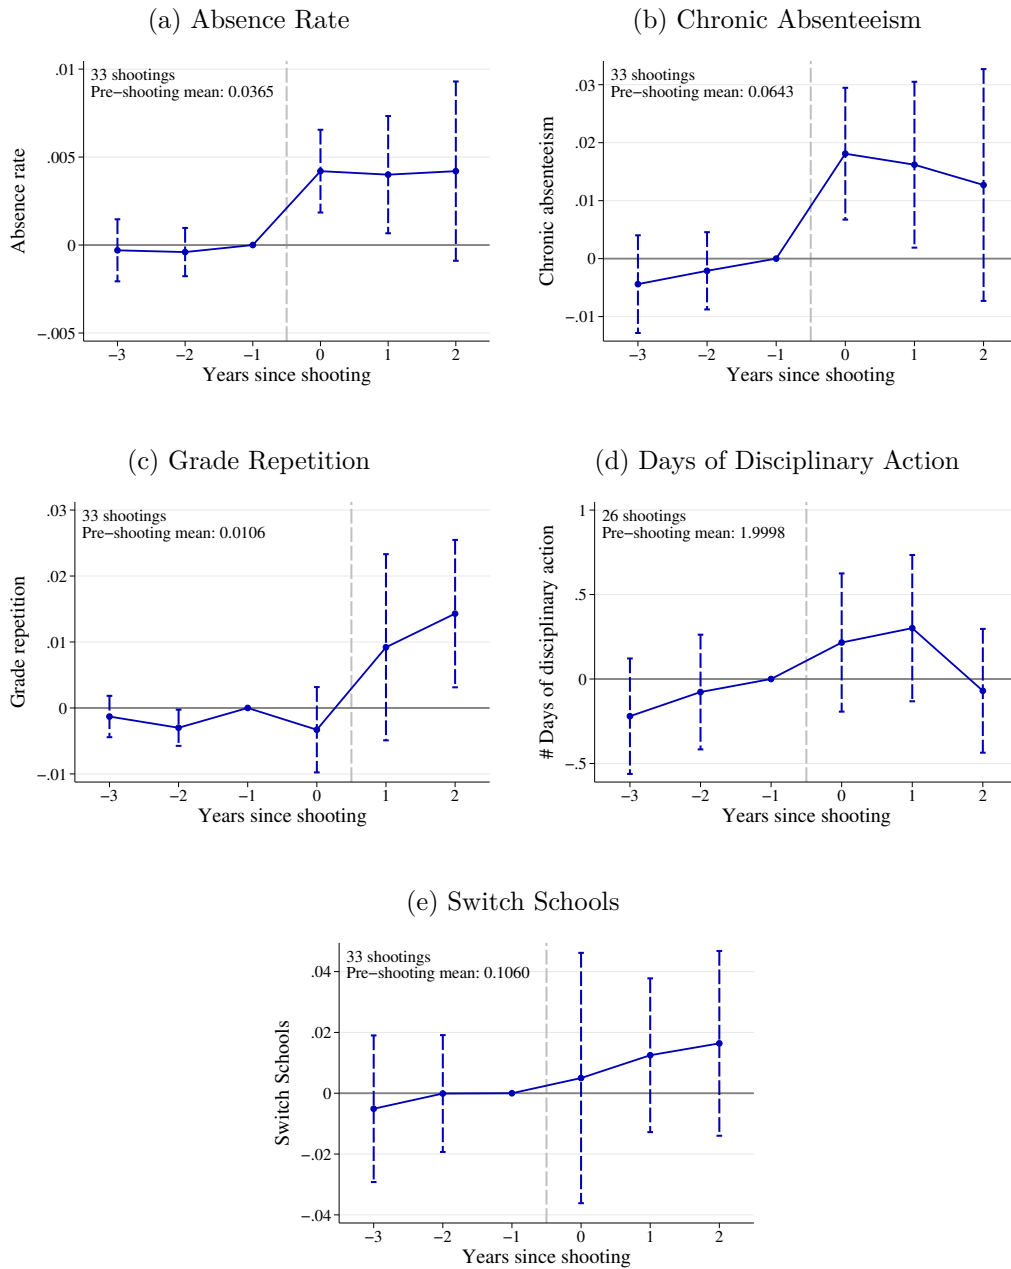 (a) Absence Rate
33 shootings
Pre−shooting mean: 0.0365
Absence rate
.01
.005
0
−.005
−3 −2 −1 0 1 2
Years since shooting
(b) Chronic Absenteeism
33 shootings
Pre−shooting mean: 0.0643
Chronic absenteeism
.03
.02
.01
0
−.01
−3 −2 −1 0 1 2
Years since shooting
(c) Grade Repetition
33 shootings
Pre−shooting mean: 0.0106
Grade repetition
.03
.02
.01
0
−.01
−3 −2 −1 0 1 2
Years since shooting
(d) Days of Disciplinary Action
26 shootings
Pre−shooting mean: 1.9998
# Days of disciplinary action
1
.5
0
−.5
−3 −2 −1 0 1 2
Years since shooting
(e) Switch Schools
33 shootings
Pre−shooting mean: 0.1060
Switch Schools
.04
.02
0
−.02
−.04
−3 −2 −1 0 1 2
Years since shooting